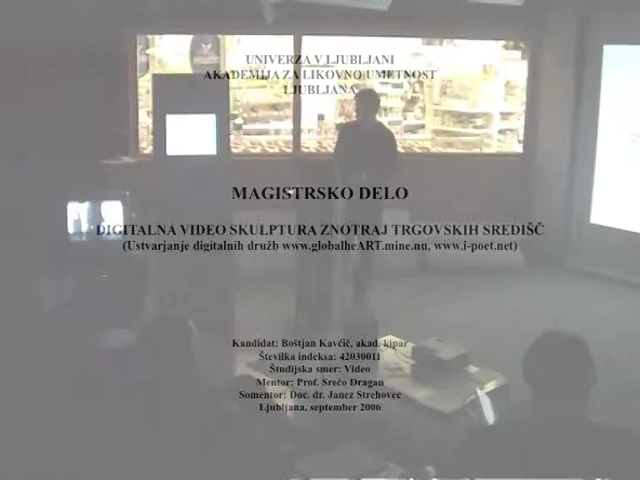 UNIVERZA V LJUBLJANI
AKADEMIJA ZA LIKOVNO UMETNOST
LJUBLJANA
MAGISTRSKO DELO
DIGITALNA VIDEO SKULPTURA ZNOTRAJ TRGOVSKIH SREDIŠČ
(Ustvarjanje digitalnih družb www.globalheART.mine.nu, www.i-poet.net)
Kandidat: Boštjan Kavčič, akad. kipar
Številka indeksa: 42030011
Študijska smer: Video
Mentor: Prof. Srečo Dragan
Somentor: Doc. dr. Janez Strehovec
Ljubljana, september 2006